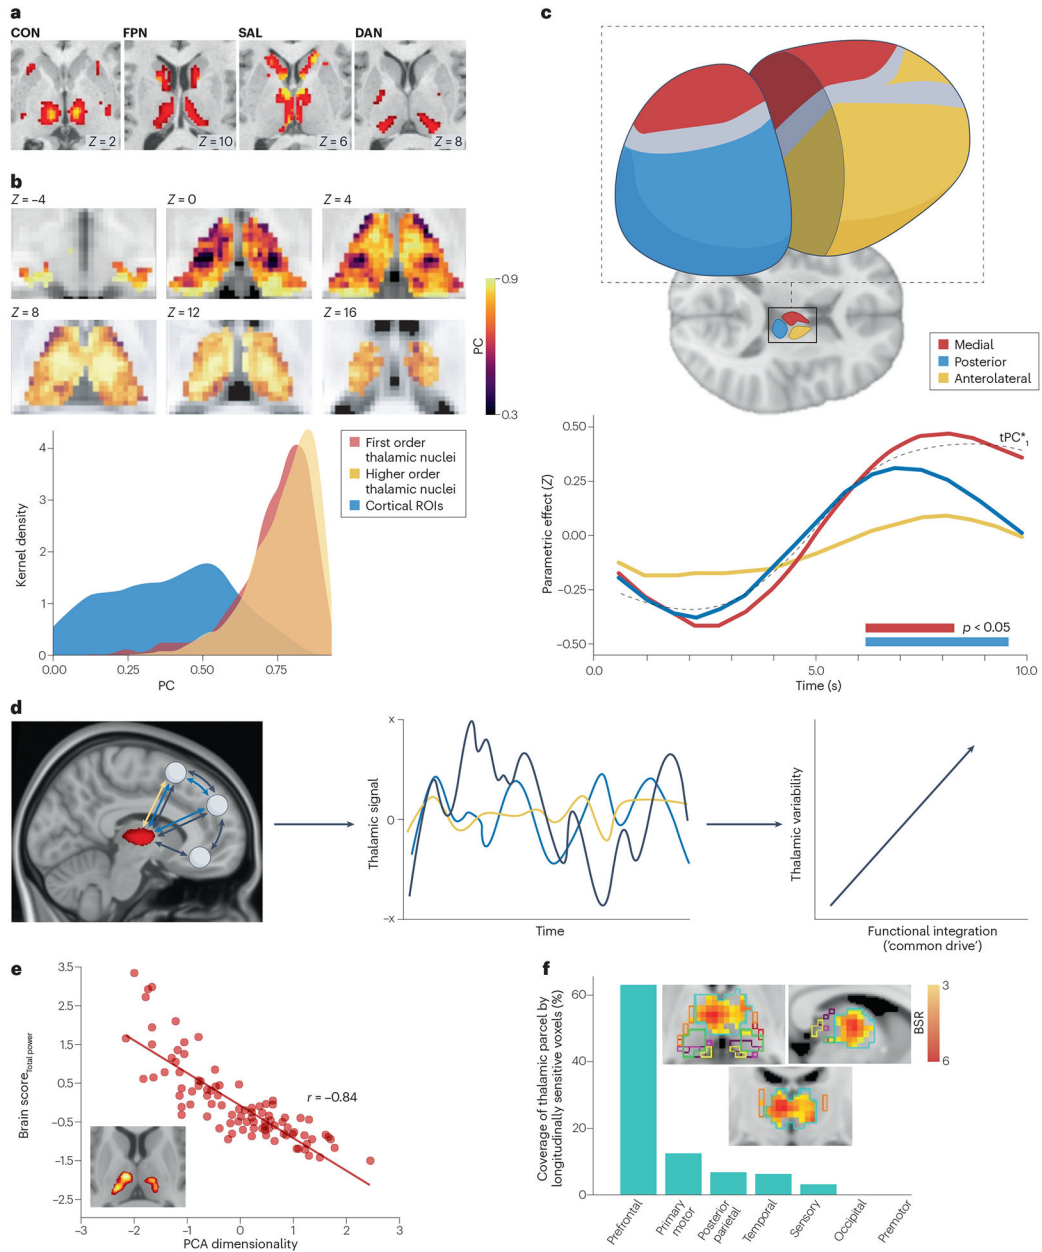 a
CON
FPN
SAL
DAN
Z = 2
Z = 10
Z = 6
Z = 8
b
Z = –4
Z = 0
Z = 4
Z = 8
Z = 12
Z = 16
0.9
PC
0.3
Kernel density
4
3
2
1
0
0.00
0.25
0.50
0.75
PC
First order
thalamic nuclei
Higher order
thalamic nuclei
Cortical ROIs
c
Medial
Posterior
Anterolateral
Parametric effect (Z)
0.50
0.25
0.00
–0.25
–0.50
tPC*1
p < 0.05
0.0
5.0
10.0
Time (s)
d
Thalamic signal
x
0
–x
Time
Thalamic variability
Functional integration
('common drive')
e
Brain scoreTotal power
3.5
2.5
1.5
0.5
–0.5
–1.5
–2.5
r = –0.84
–3
–2
–1
0
1
2
3
PCA dimensionality
f
Coverage of thalamic parcel by
longitudinally sensitive voxels (%)
60
40
20
0
3
BSR
6
Prefrontal
Primary
motor
Posterior
parietal
Temporal
Sensory
Occipital
Premotor